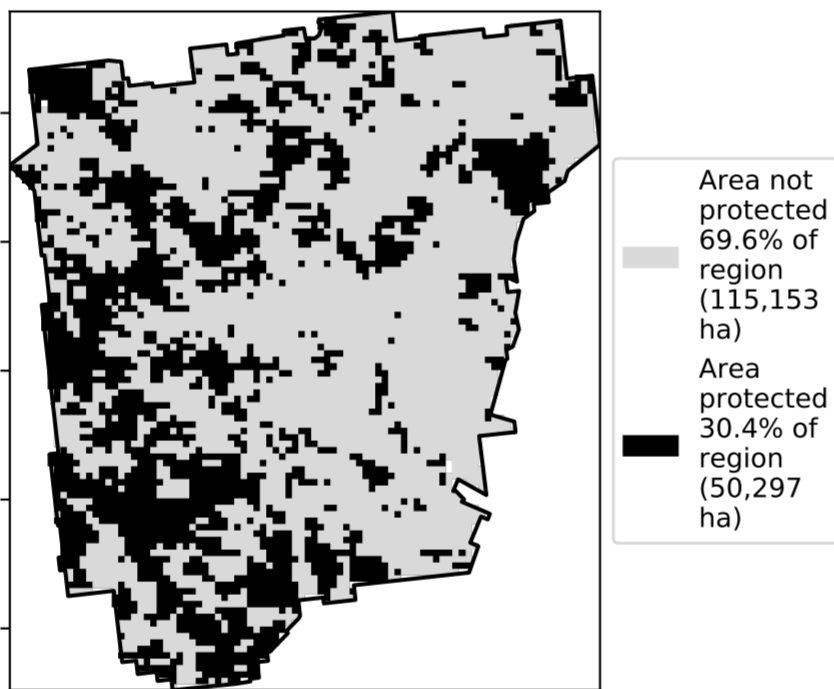 Area not
protected
69.6% of
region
(115,153
ha)
Area
protected
30.4% of
region
(50,297
ha)